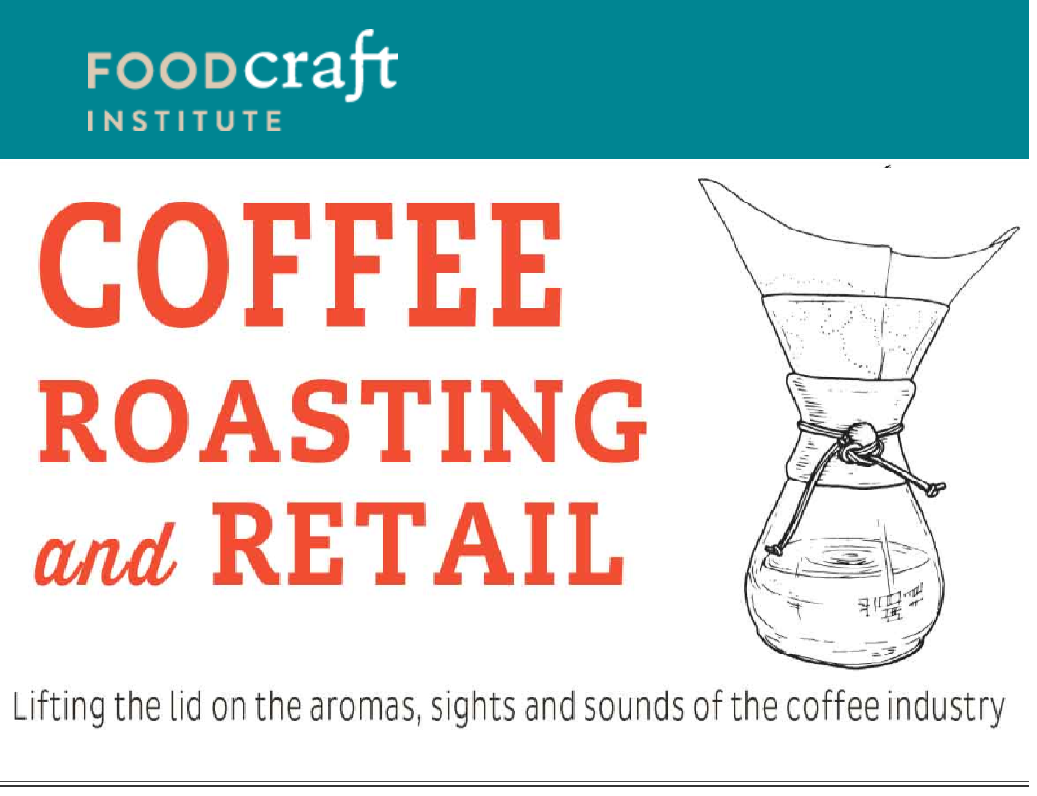 FOODcraft
INSTITUTE
COFFEE
ROASTING
and RETAIL
Lifting the lid on the aromas, sights and sounds of the coffee industry